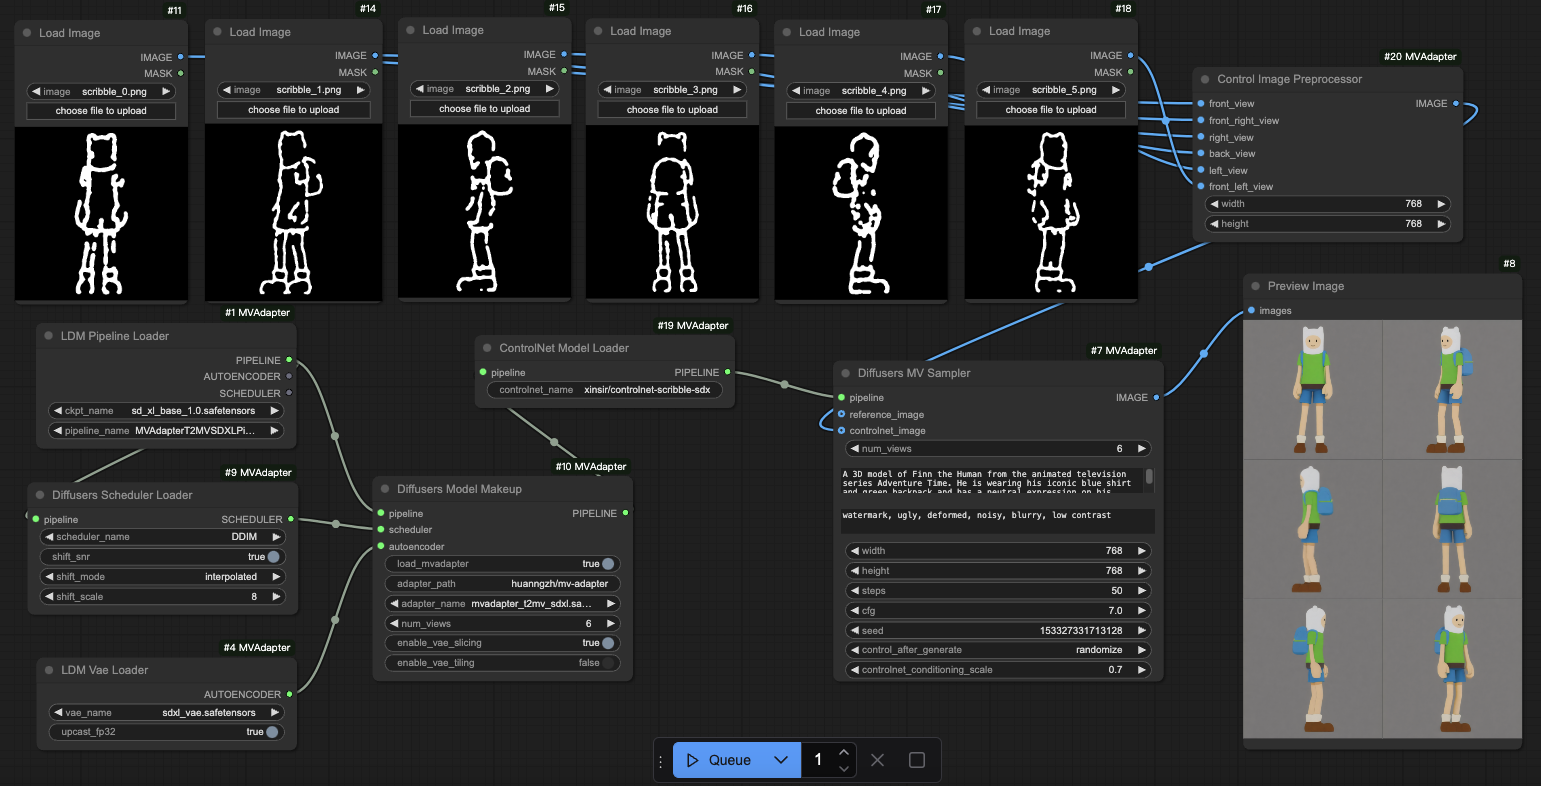 #11
Load Image
IMAGE
MASK
image scribble_0.png
choose file to upload
#14
Load Image
IMAGE
MASK
image scribble_1.png
choose file to upload
#15
Load Image
IMAGE
MASK
image scribble_2.png
choose file to upload
#16
Load Image
IMAGE
MASK
image scribble_3.png
choose file to upload
#17
Load Image
IMAGE
MASK
image scribble_4.png
choose file to upload
#18
Load Image
IMAGE
MASK
image scribble_5.png
choose file to upload
#20 MVAdapter
Control Image Preprocessor
front_view IMAGE
front_right_view
right_view
back_view
left_view
front_left_view
width 768
height 768
#1 MVAdapter
LDM Pipeline Loader
PIPELINE
AUTOENCODER
SCHEDULER
ckpt_name sd_xl_base_1.0.safetensors
pipeline_name MVAdapterT2MVSDXLPi...
#9 MVAdapter
Diffusers Scheduler Loader
pipeline SCHEDULER
scheduler_name DDIM
shift_snr true
shift_mode interpolated
shift_scale 8
#4 MVAdapter
LDM Vae Loader
AUTOENCODER
vae_name sdxl_vae.safetensors
upcast_fp32 true
#19 MVAdapter
ControlNet Model Loader
pipeline PIPELINE
controlnet_name xinsir/controlnet-scribble-sdx
#10 MVAdapter
Diffusers Model Makeup
pipeline PIPELINE
scheduler
autoencoder
load_mvadapter true
adapter_path huanngzh/mv-adapter
adapter_name mvadapter_t2mv_sdxl.sa...
num_views 6
enable_vae_slicing true
enable_vae_tiling false
#7 MVAdapter
Diffusers MV Sampler
pipeline IMAGE
reference_image
controlnet_image
num_views 6
A 3D model of Finn the Human from the animated television
series Adventure Time. He is wearing his iconic blue shirt
and green backpack and has a neutral expression on his
watermark, ugly, deformed, noisy, blurry, low contrast
width 768
height 768
steps 50
cfg 7.0
seed 153327331713128
control_after_generate randomize
controlnet_conditioning_scale 0.7
#8
Preview Image
images
Queue 1